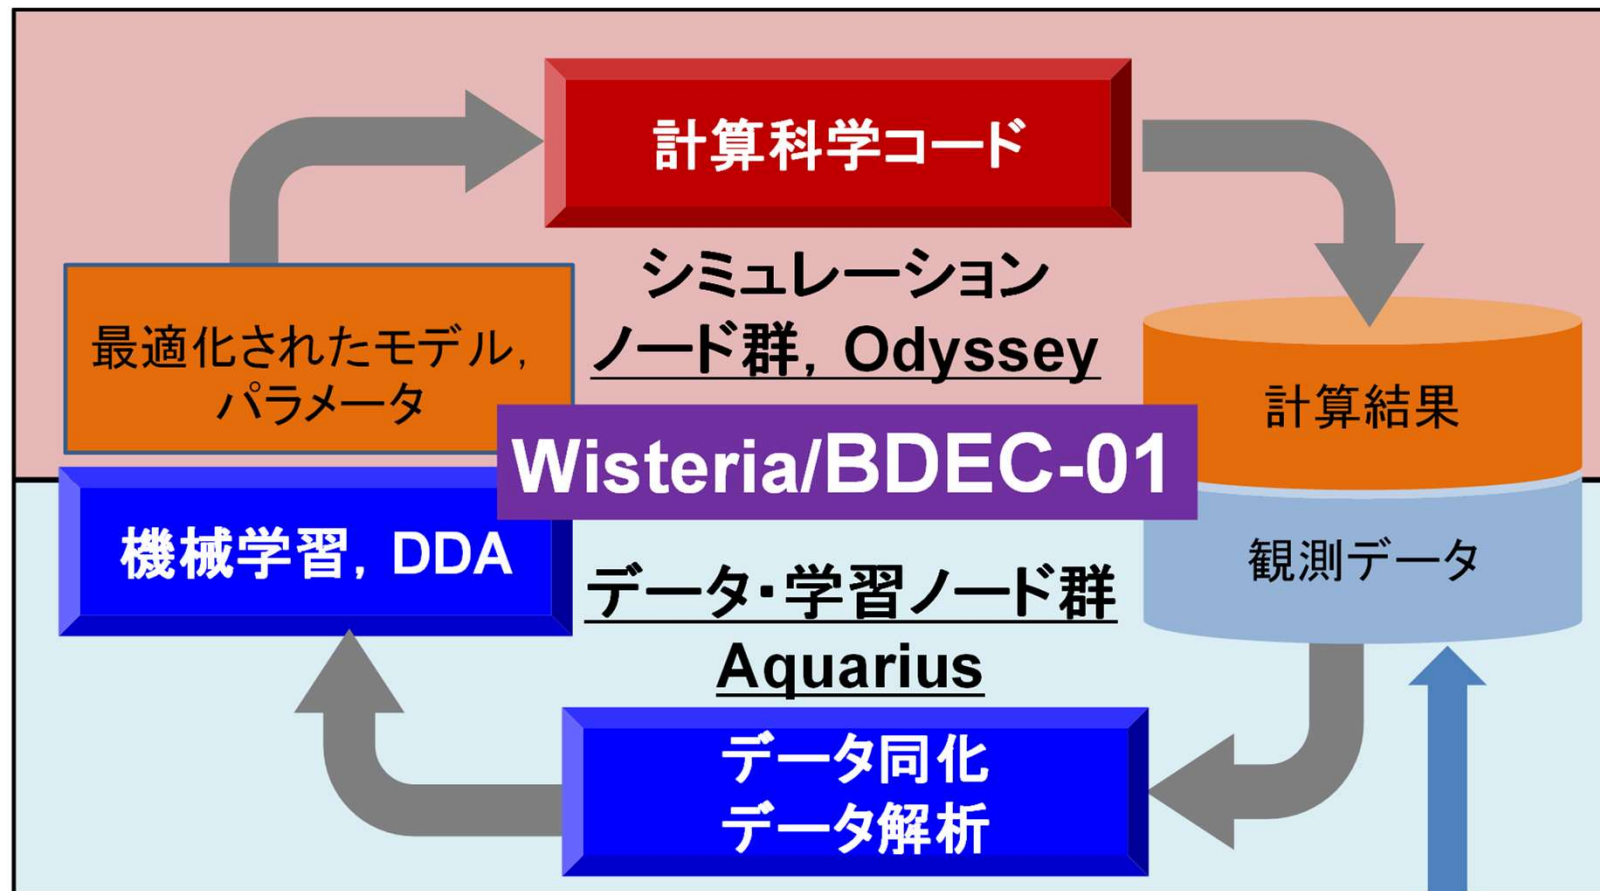 計算科学コード
シミュレーション
ノード群, Odyssey
最適化されたモデル,
パラメータ
計算結果
Wisteria/BDEC-01
機械学習, DDA
観測データ
データ・学習ノード群
Aquarius
データ同化
データ解析